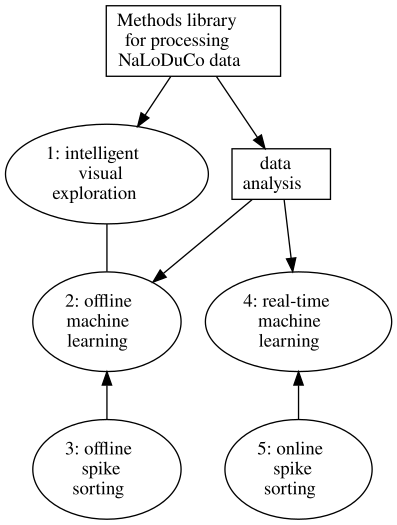 Methods library
for processing
NaLoDuCo data
1: intelligent
visual
exploration
data
analysis
2: offline
machine
learning
4: real-time
machine
learning
3: offline
spike
sorting
5: online
spike
sorting